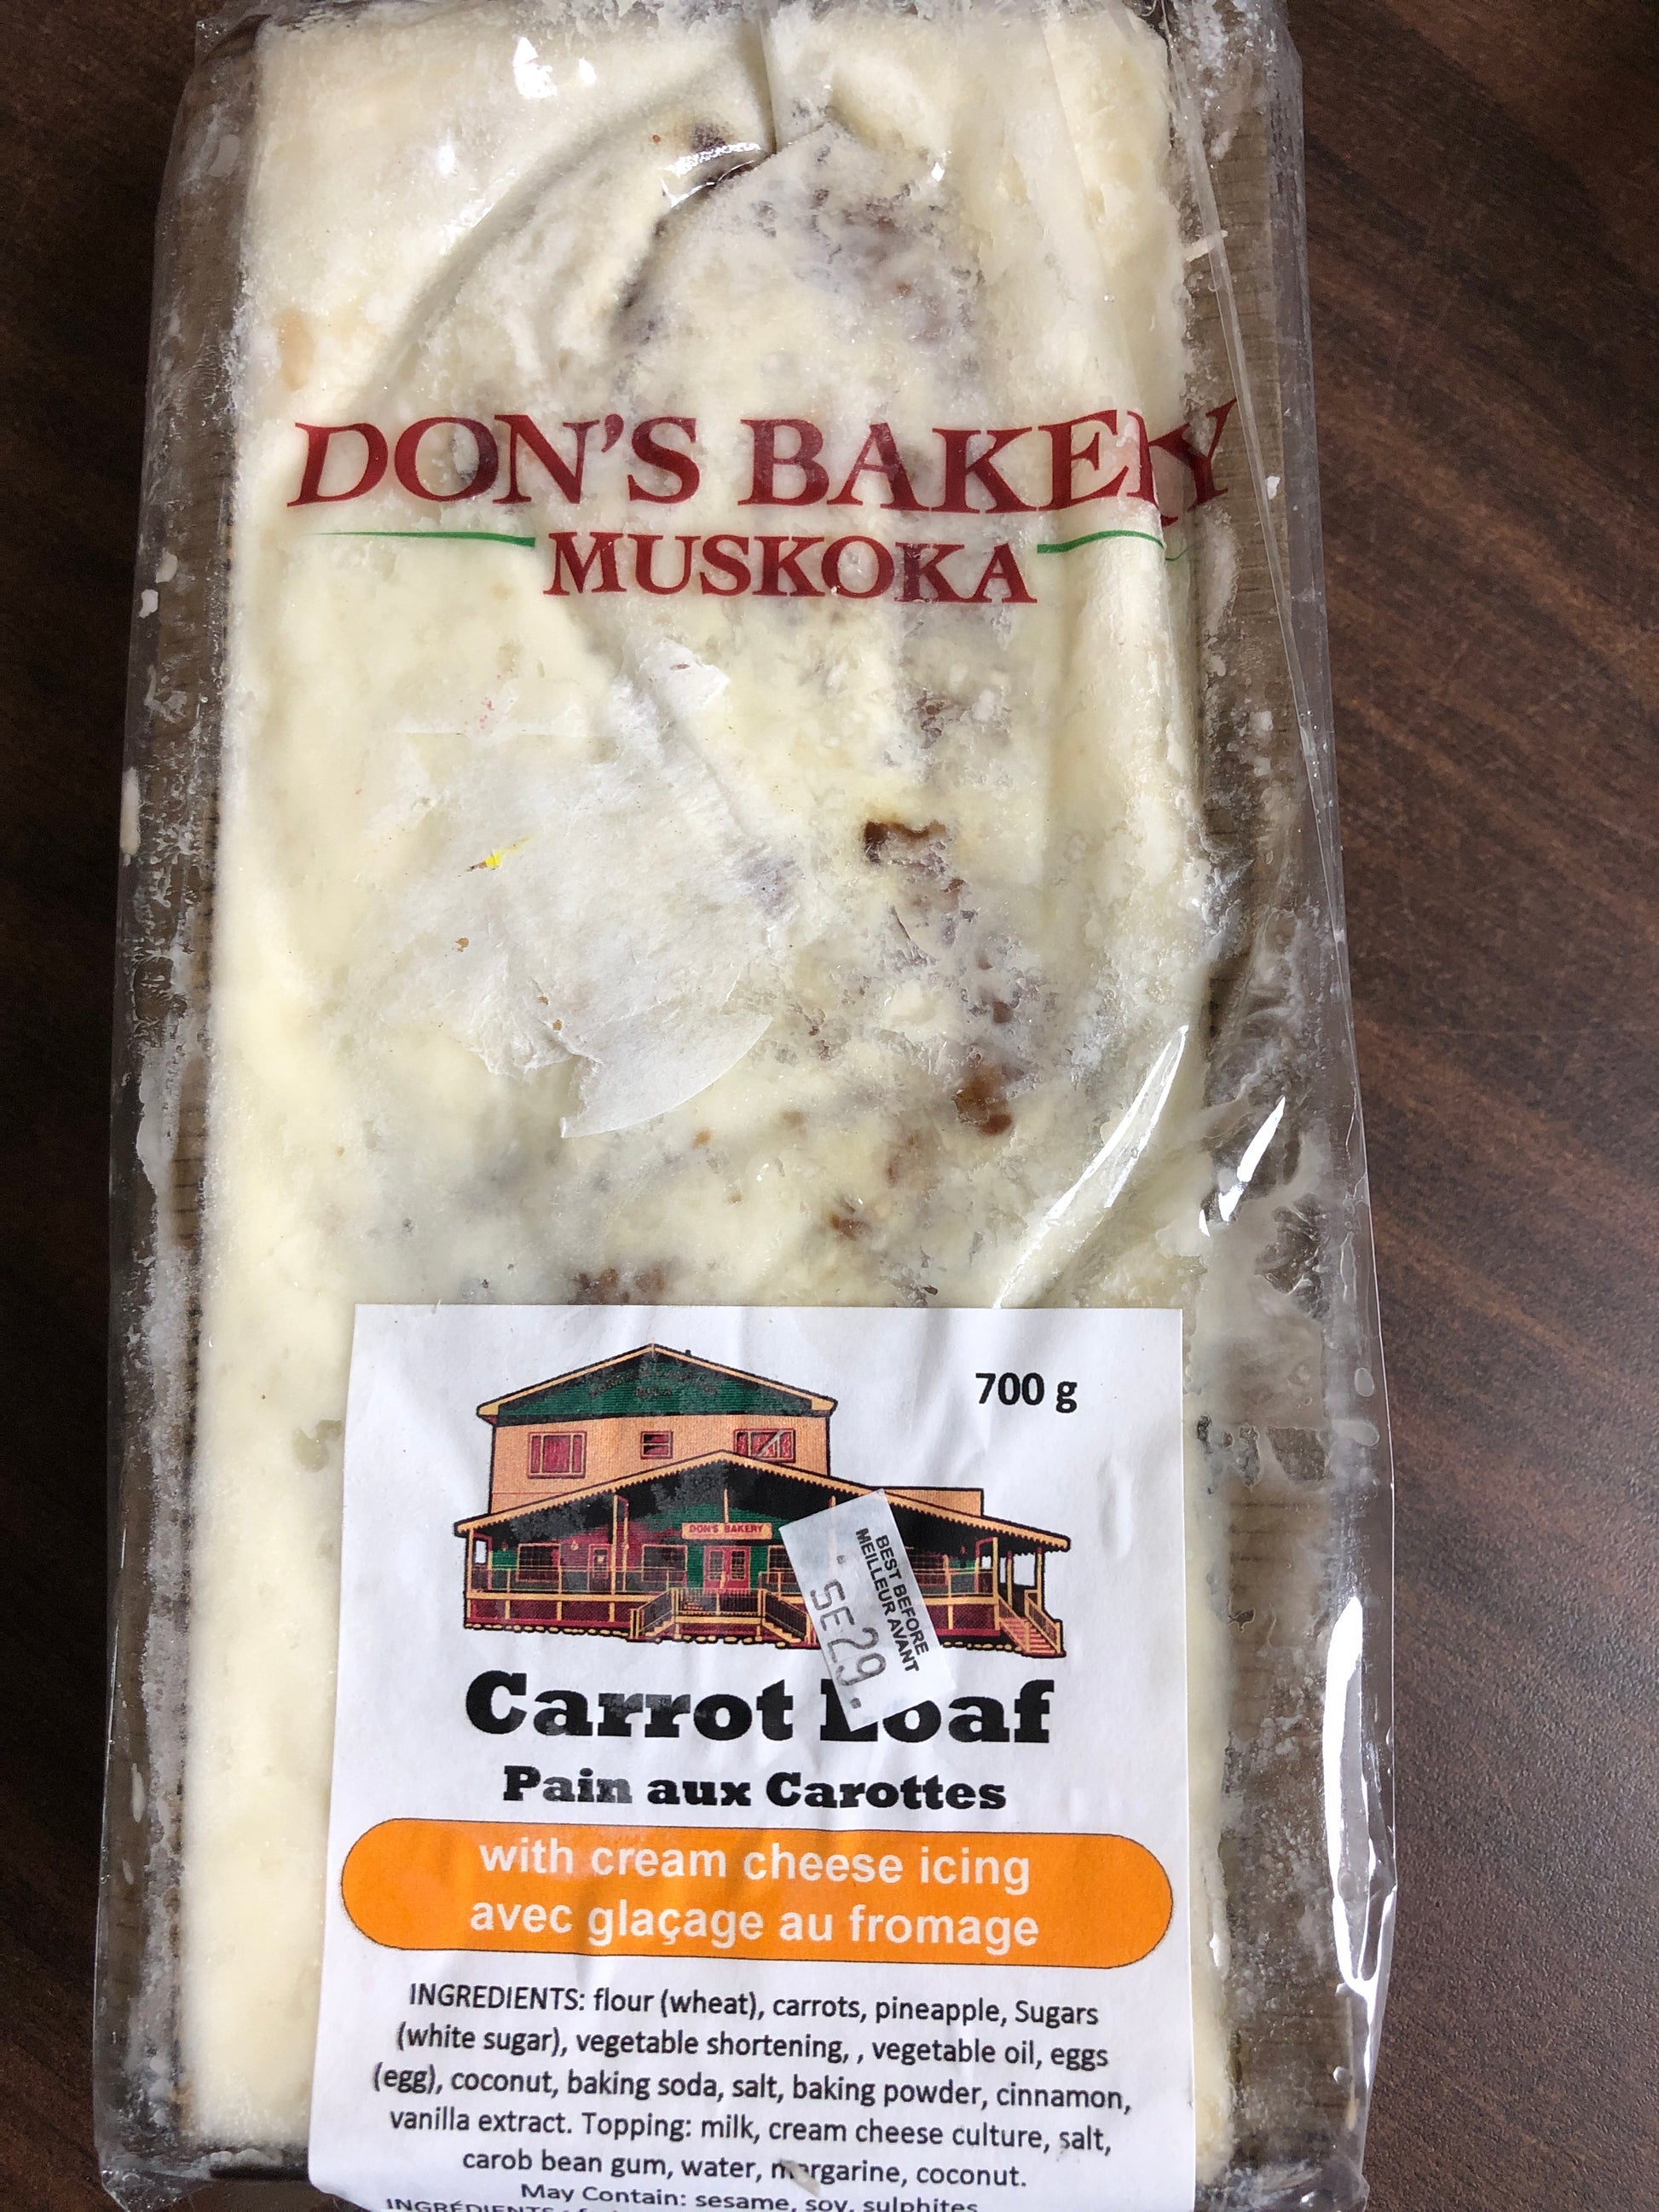 DON'S BAKERY
MUSKOKA
700 g
DON'S BAKERY
BEST BEFORE
MEILLEUR AVANT
SE29.
Carrot Loaf
Pain aux Carottes
with cream cheese icing
avec glaçage au fromage
INGREDIENTS: flour (wheat), carrots, pineapple, Sugars
(white sugar), vegetable shortening, , vegetable oil, eggs
(egg), coconut, baking soda, salt, baking powder, cinnamon,
vanilla extract. Topping: milk, cream cheese culture, salt,
carob bean gum, water, margarine, coconut.
May Contain: sesame, soy, sulphites
INGRÉDIENTS :